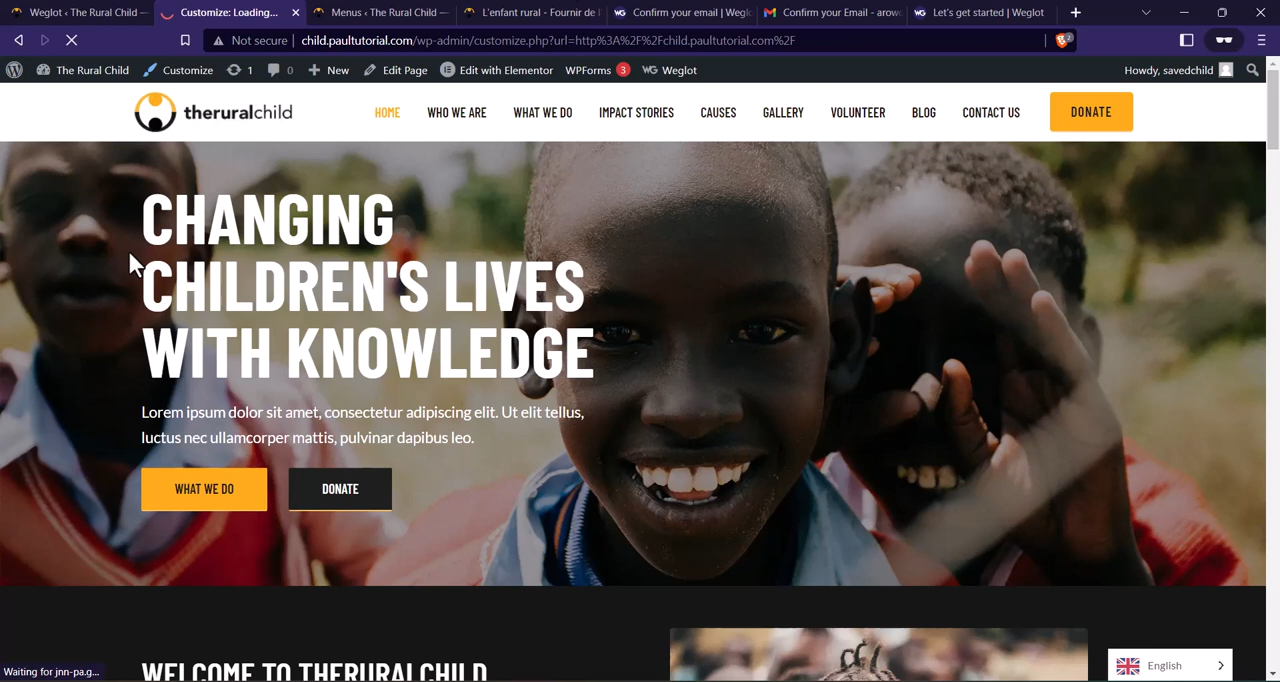 Weglot ‹ The Rural Child —
Customize: Loading...
Menus ‹ The Rural Child —
L'enfant rural - Fournir de l
Confirm your email | Weglo
Confirm your Email - arow
Let's get started | Weglot
Not secure
child.paultutorial.com/wp-admin/customize.php?url=http%3A%2F%2Fchild.paultutorial.com%2F
2
The Rural Child
Customize
1
0
New
Edit Page
Edit with Elementor
WPForms 3
WG Weglot
Howdy, savedchild
theruralchild
HOME
WHO WE ARE
WHAT WE DO
IMPACT STORIES
CAUSES
GALLERY
VOLUNTEER
BLOG
CONTACT US
DONATE
CHANGING
CHILDREN'S LIVES
WITH KNOWLEDGE
Lorem ipsum dolor sit amet, consectetur adipiscing elit. Ut elit tellus,
luctus nec ullamcorper mattis, pulvinar dapibus leo.
WHAT WE DO
DONATE
WELCOME TO THERURALCHILD
English
Waiting for jnn-pa.g...